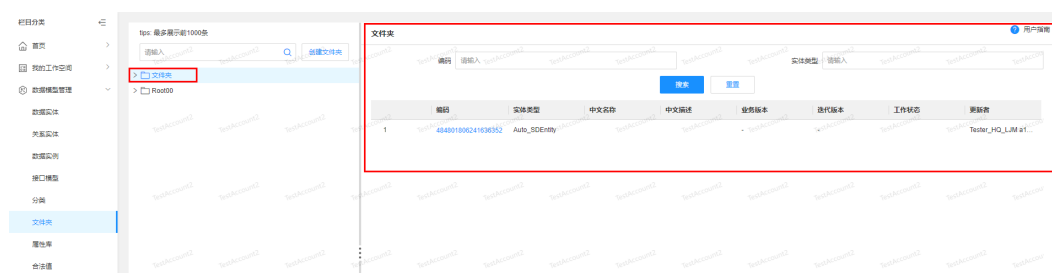 栏目分类
首页
我的工作空间
数据模型管理
数据实体
关系实体
数据实例
接口模型
分类
文件夹
属性库
合法值
tips: 最多展示前1000条
请输入
创建文件夹
文件夹
Root00
文件夹
用户指南
编码 请输入
实体类型 请输入
搜索 重置
编码 实体类型 中文名称 中文描述 业务版本 迭代版本 工作状态 更新者
1 484801806241636352 Auto_SDEntity - - Tester_HQ_LJM a1...
TestAccount2